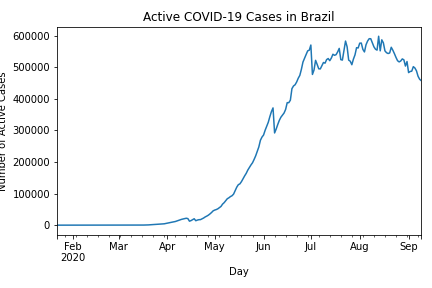 Active COVID-19 Cases in Brazil
600000
500000
400000
300000
200000
100000
0
Number of Active Cases
Feb Mar Apr May Jun Jul Aug Sep
2020
Day